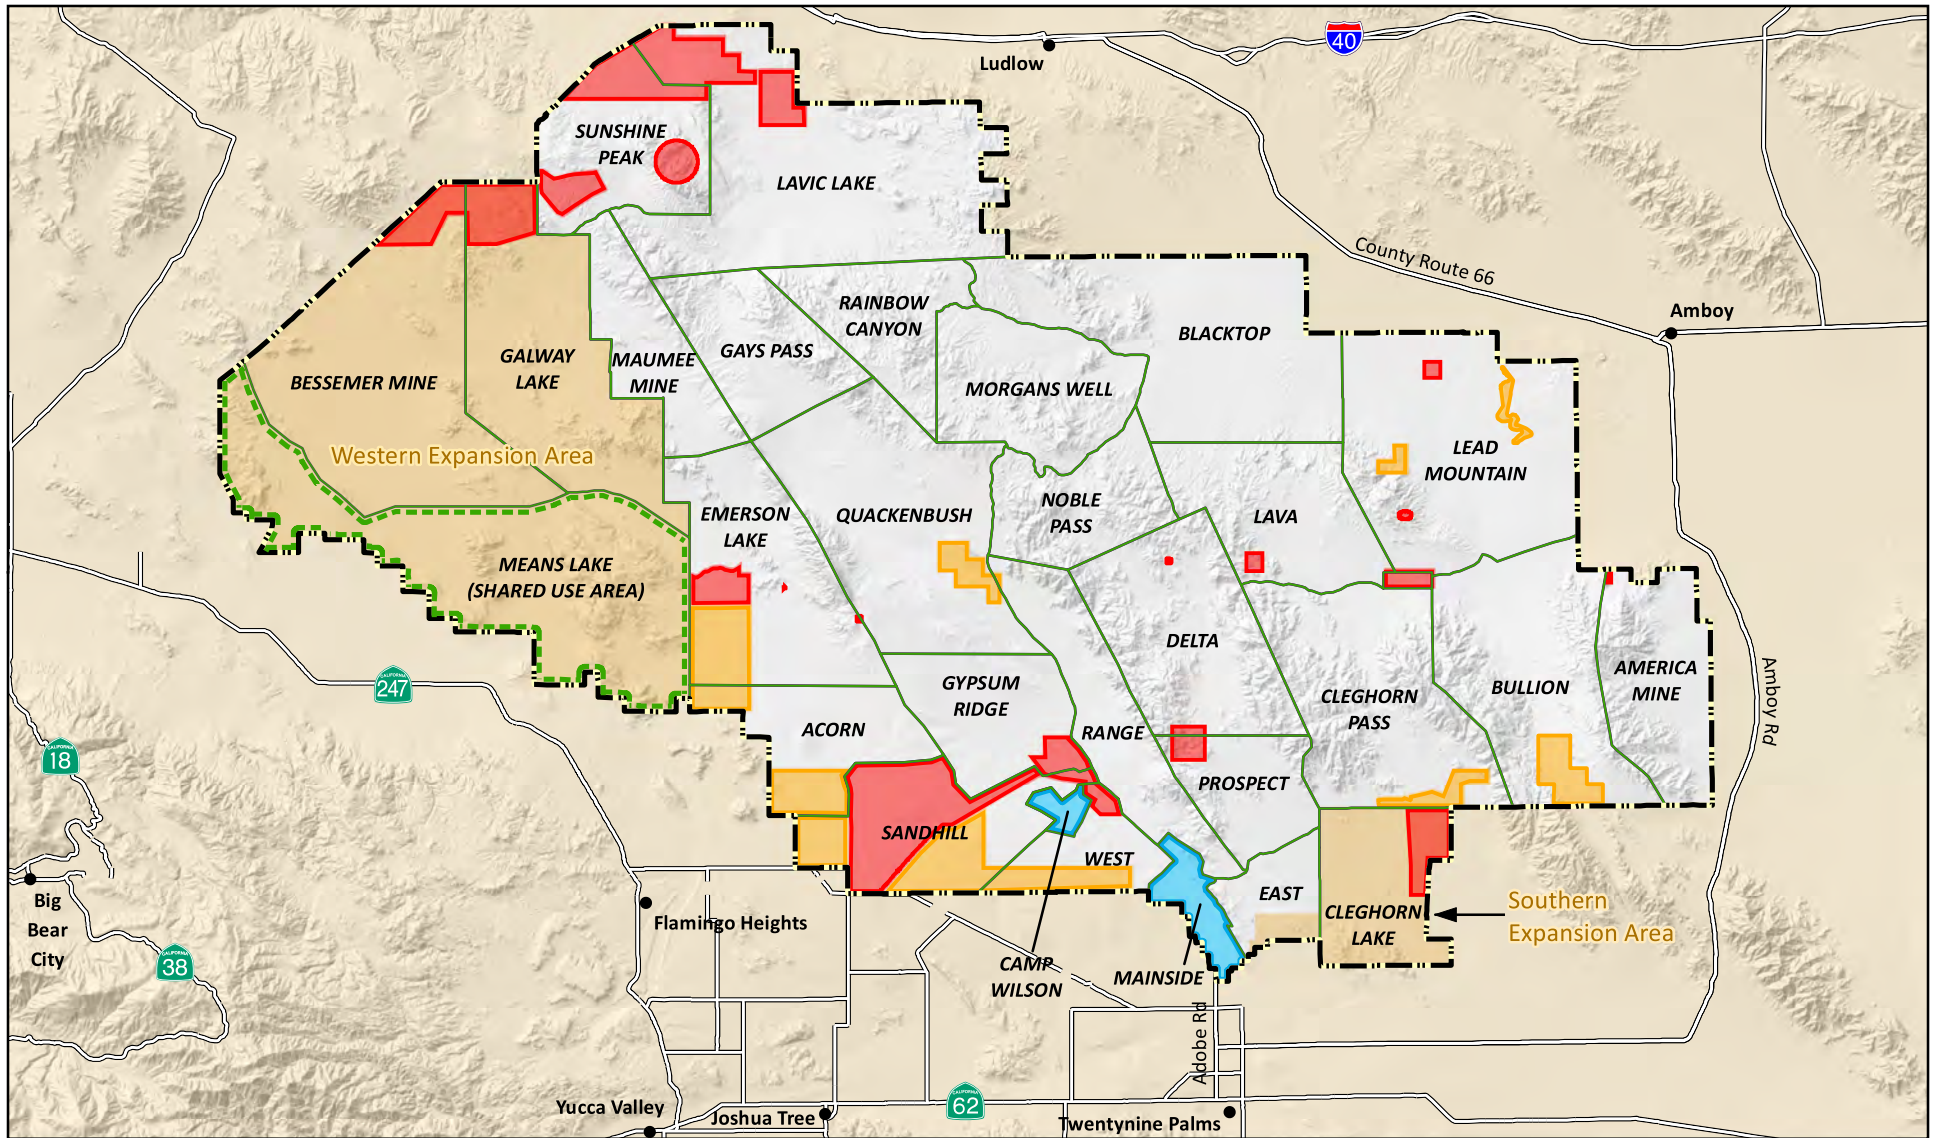 40
Ludlow
SUNSHINE
PEAK
LAVIC LAKE
County Route 66
Amboy
RAINBOW
CANYON
BLACKTOP
GALWAY
LAKE
MAUMEE
MINE
GAYS PASS
BESSEMER MINE
MORGANS WELL
Western Expansion Area
LEAD
MOUNTAIN
EMERSON
LAKE
QUACKENBUSH
NOBLE
PASS
LAVA
MEANS LAKE
(SHARED USE AREA)
DELTA
CALIFORNIA
247
GYPSUM
RIDGE
CLEGHORN
PASS
BULLION
AMERICA
MINE
Amboy Rd
ACORN
RANGE
CALIFORNIA
18
PROSPECT
SANDHILL
WEST
EAST
Big
Bear
City
Flamingo Heights
CLEGHORN
LAKE
Southern
Expansion Area
CALIFORNIA
38
CAMP
WILSON
MAINSIDE
Adobe Rd
CALIFORNIA
62
Yucca Valley
Joshua Tree
Twentynine Palms